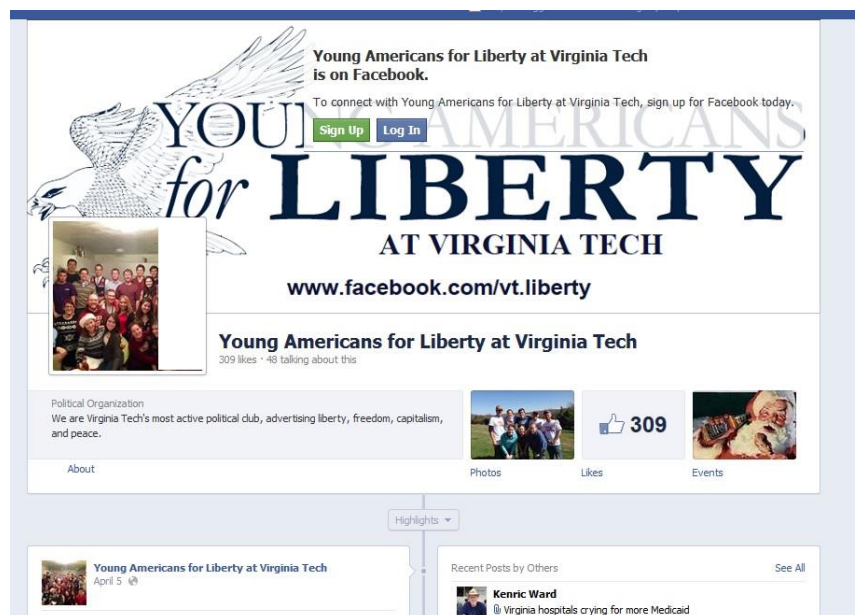 Young Americans for Liberty at Virginia Tech
is on Facebook.
To connect with Young Americans for Liberty at Virginia Tech, sign up for Facebook today.
Sign Up Log In
YOUNG AMERICANS
for LIBERTY
AT VIRGINIA TECH
www.facebook.com/vt.liberty
Young Americans for Liberty at Virginia Tech
309 likes · 48 talking about this
Political Organization
We are Virginia Tech's most active political club, advertising liberty, freedom, capitalism,
and peace.
About
309
Photos Likes Events
Highlights
Young Americans for Liberty at Virginia Tech
April 5
Recent Posts by Others See All
Kenric Ward
Virginia hospitals crying for more Medicaid